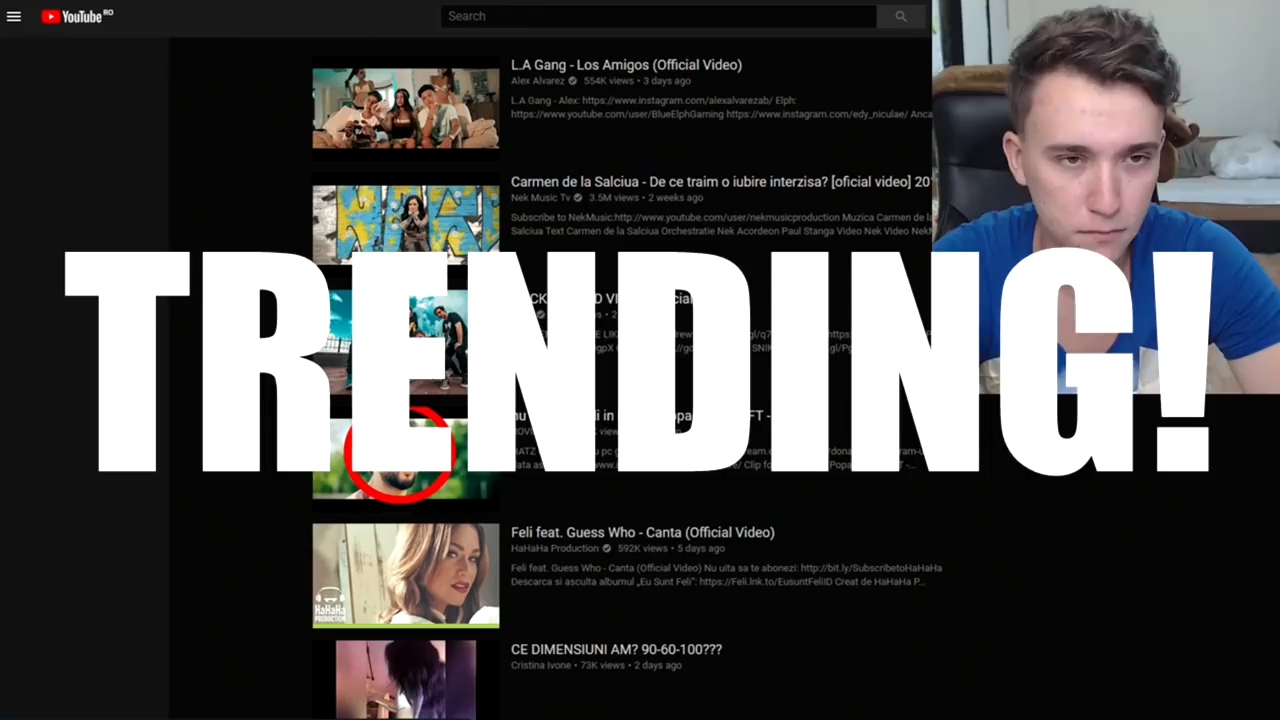 YouTube RO
Search
L.A Gang - Los Amigos (Official Video)
Alex Alvarez 554K views • 3 days ago
L.A Gang - Alex: https://www.instagram.com/alexalvarezab/ Elph:
https://www.youtube.com/user/BlueElphGaming https://www.instagram.com/edy_niculae/ Anca
Carmen de la Salciua - De ce traim o iubire interzisa? [oficial video] 20
Nek Music Tv 3.5M views • 2 weeks ago
Subscribe to NekMusic:http://www.youtube.com/user/nekmusicproduction Muzica Carmen de la
Salciua Text Carmen de la Salciua Orchestratie Nek Acordeon Paul Stanga Video Nek Video Nek
TRENDING!
Feli feat. Guess Who - Canta (Official Video)
HaHaHa Production 592K views • 5 days ago
Feli feat. Guess Who - Canta (Official Video) Nu uita sa te abonezi: http://bit.ly/SubscribetoHaHaHa
Descarca si asculta albumul „Eu Sunt Feli”: https://Feli.lnk.to/EusuntFeliID Creat de HaHaHa P...
HaHaHa
PRODUCTION
CE DIMENSIUNI AM? 90-60-100???
Cristina Ivone • 73K views • 2 days ago